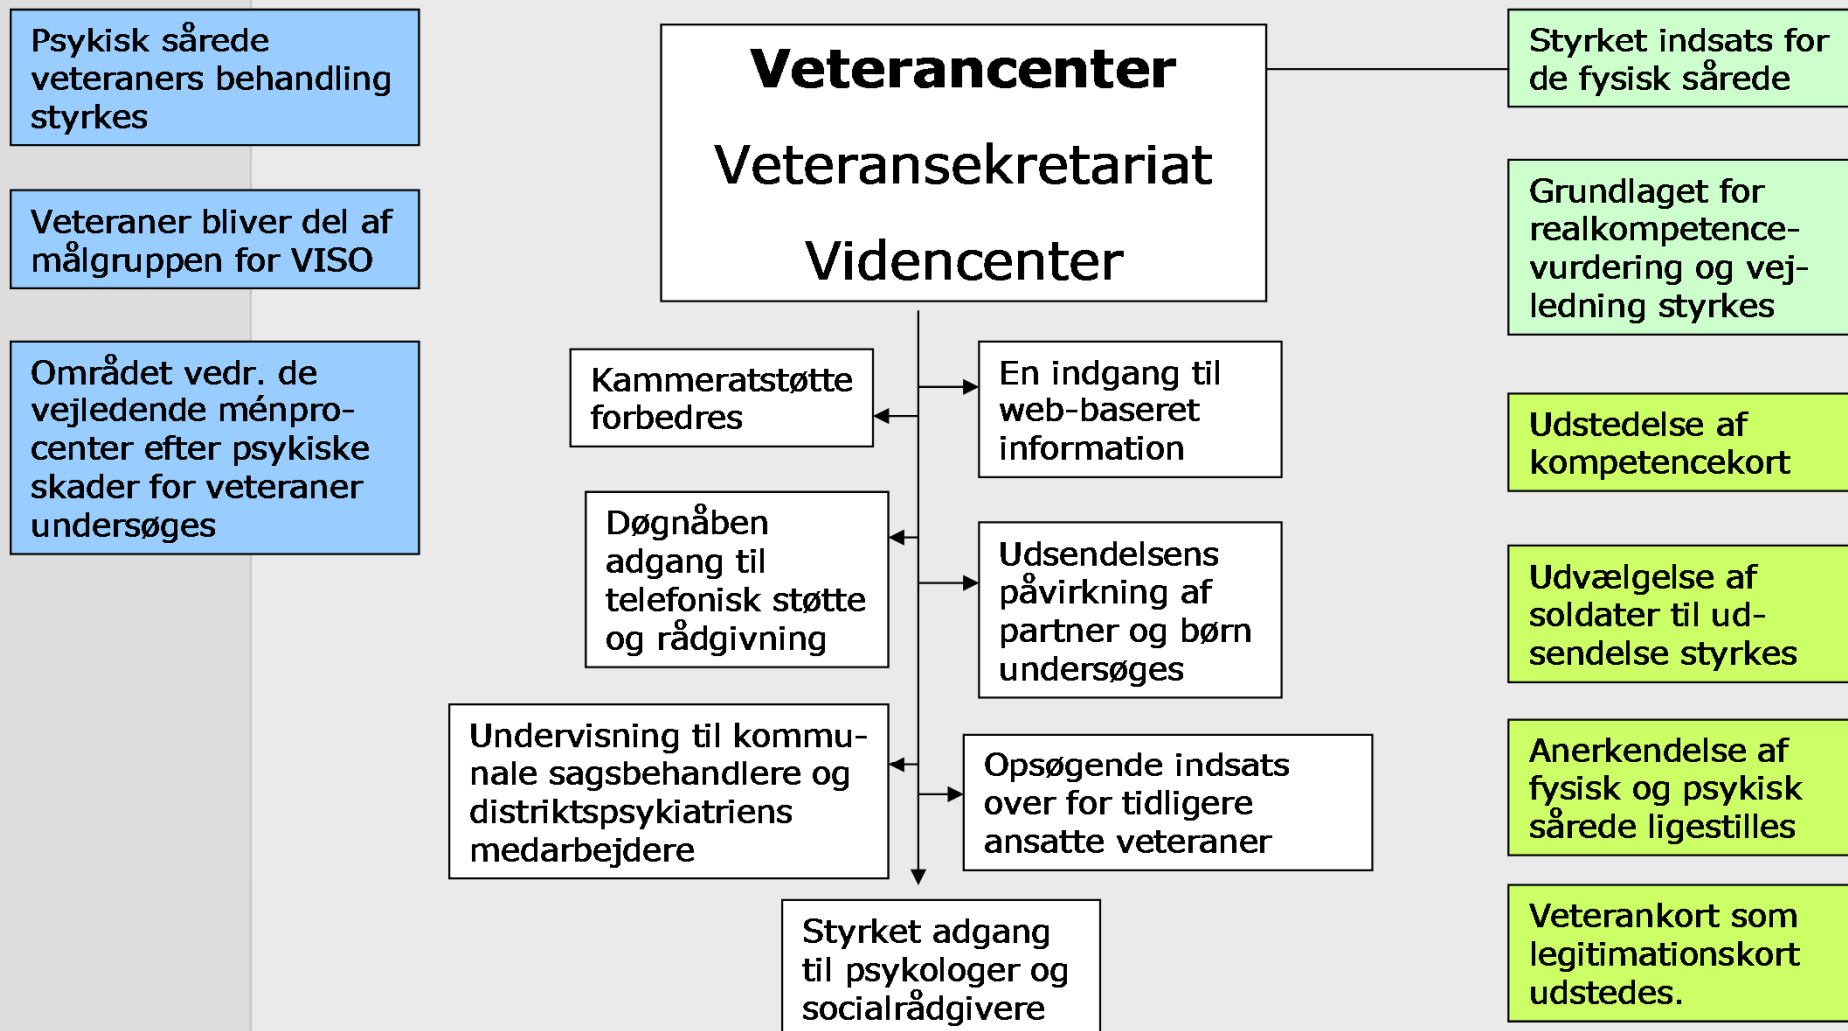 Psykisk sårede
veteraners behandling
styrkes
Veteraner bliver del af
målgruppen for VISO
Området vedr. de
vejledende ménpro-
center efter psykiske
skader for veteraner
undersøges
Veterancenter
Veteransekretariat
Videncenter
Kammeratstøtte
forbedres
En indgang til
web-baseret
information
Døgnåben
adgang til
telefonisk støtte
og rådgivning
Udsendelsens
påvirkning af
partner og børn
undersøges
Undervisning til kommu-
nale sagsbehandlere og
distriktspsykiatriens
medarbejdere
Opsøgende indsats
over for tidligere
ansatte veteraner
Styrket adgang
til psykologer og
socialrådgivere
Styrket indsats for
de fysisk sårede
Grundlaget for
realkompetence-
vurdering og vej-
ledning styrkes
Udstedelse af
kompetencekort
Udvælgelse af
soldater til ud-
sendelse styrkes
Anerkendelse af
fysisk og psykisk
sårede ligestilles
Veterankort som
legitimationskort
udstedes.